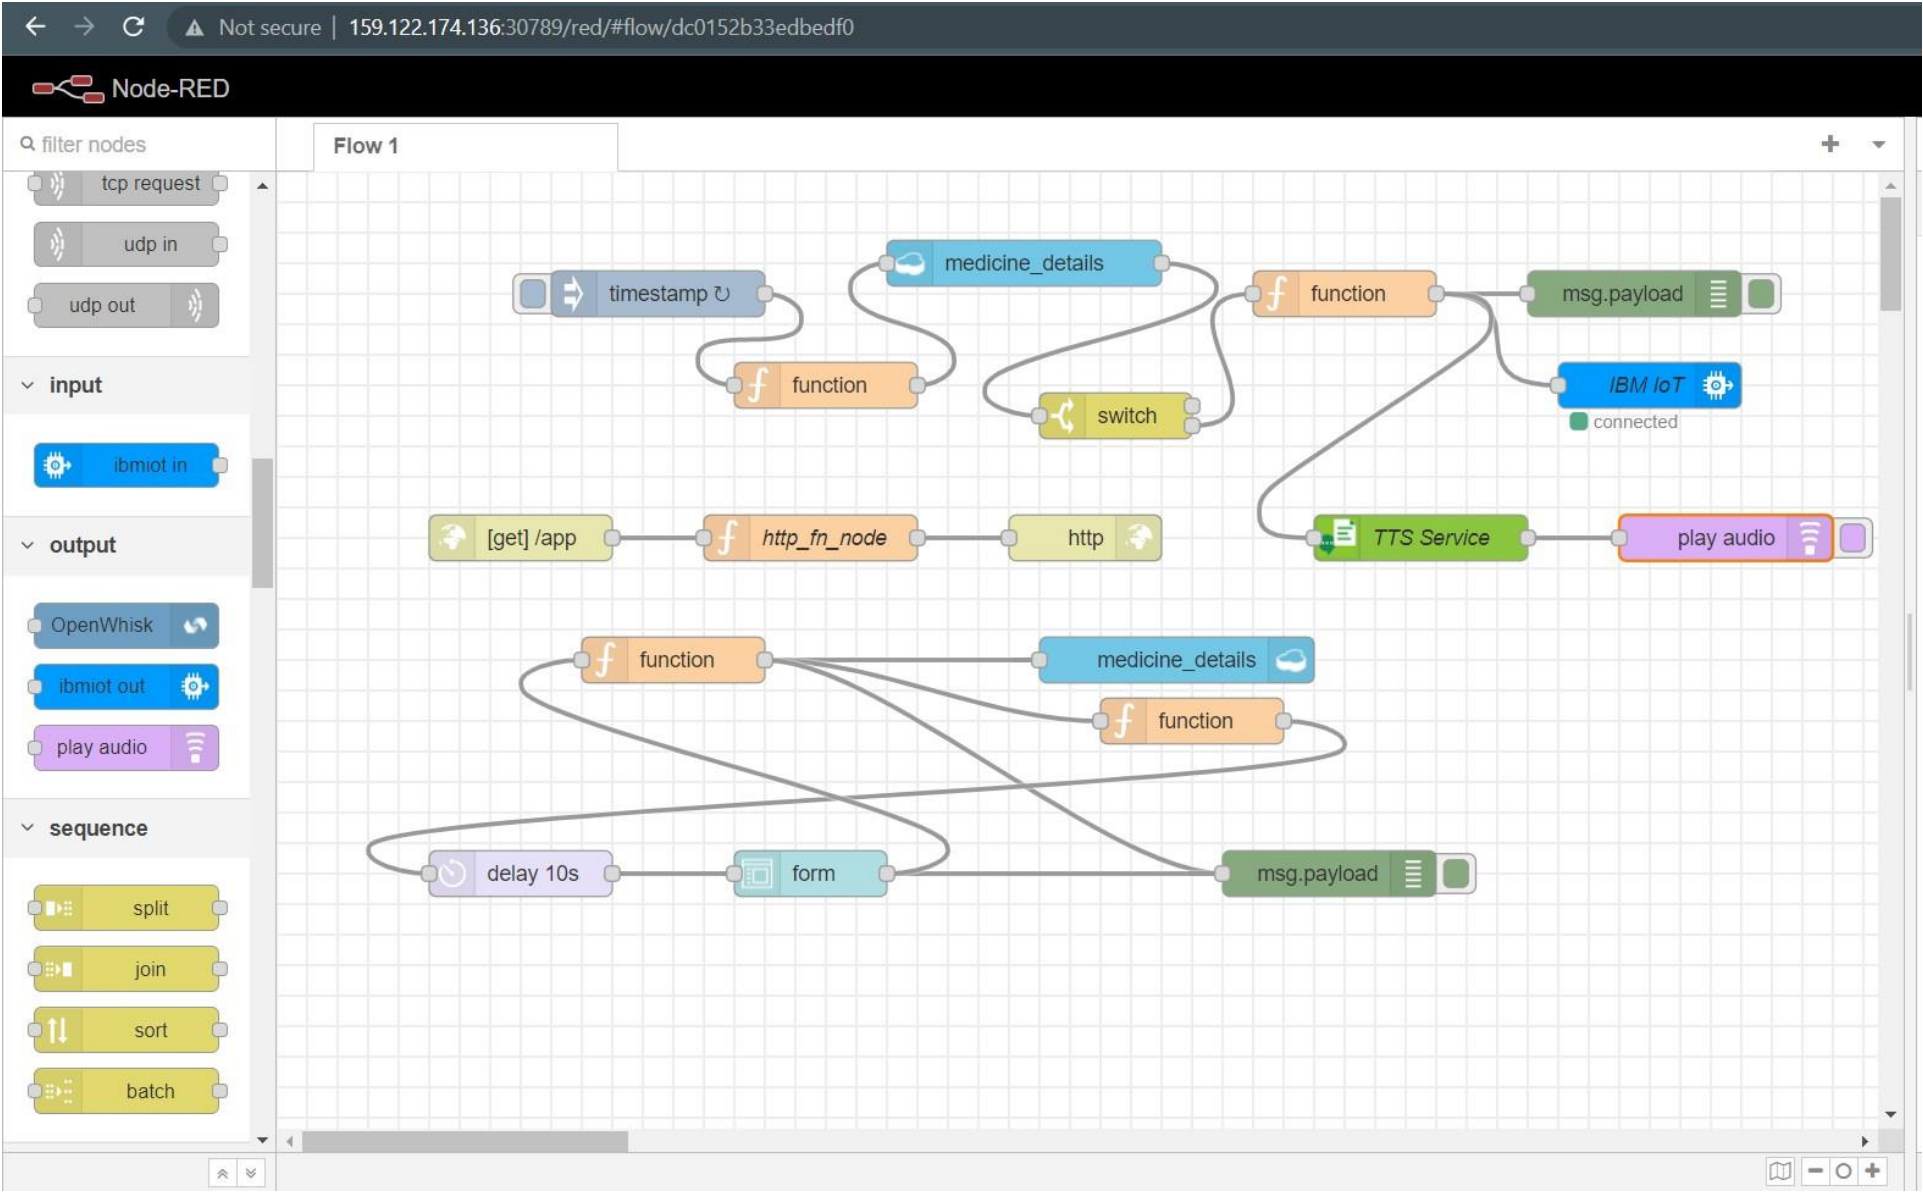 Not secure | 159.122.174.136:30789/red/#flow/dc0152b33edbedf0
Node-RED
filter nodes
Flow 1
tcp request
udp in
udp out
input
ibmiot in
output
OpenWhisk
ibmiot out
play audio
sequence
split
join
sort
batch
timestamp ↻
function
medicine_details
switch
function
msg.payload
IBM IoT
connected
[get] /app
http_fn_node
http
TTS Service
play audio
function
medicine_details
function
delay 10s
form
msg.payload